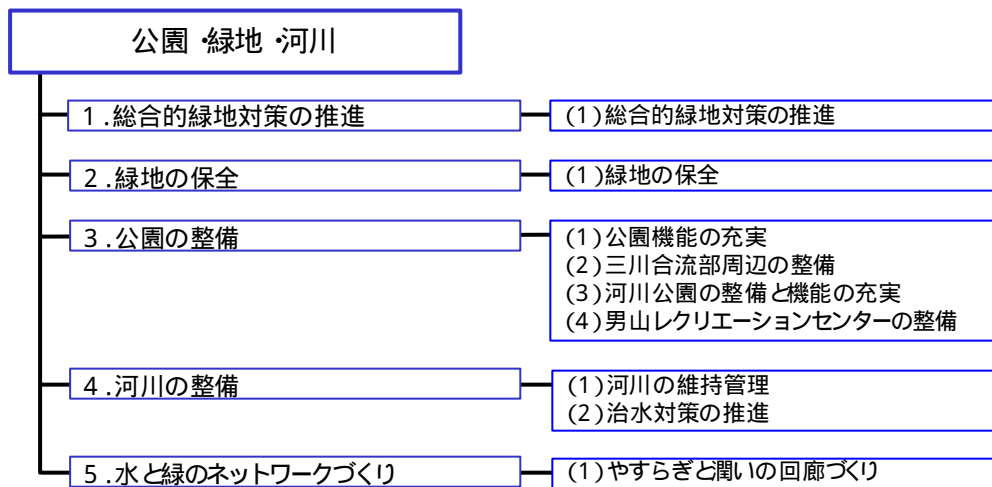 公園・緑地・河川
1.総合的緑地対策の推進
(1)総合的緑地対策の推進
2.緑地の保全
(1)緑地の保全
3.公園の整備
(1)公園機能の充実
(2)三川合流部周辺の整備
(3)河川公園の整備と機能の充実
(4)男山レクリエーションセンターの整備
4.河川の整備
(1)河川の維持管理
(2)治水対策の推進
5.水と緑のネットワークづくり
(1)やすらぎと潤いの回廊づくり